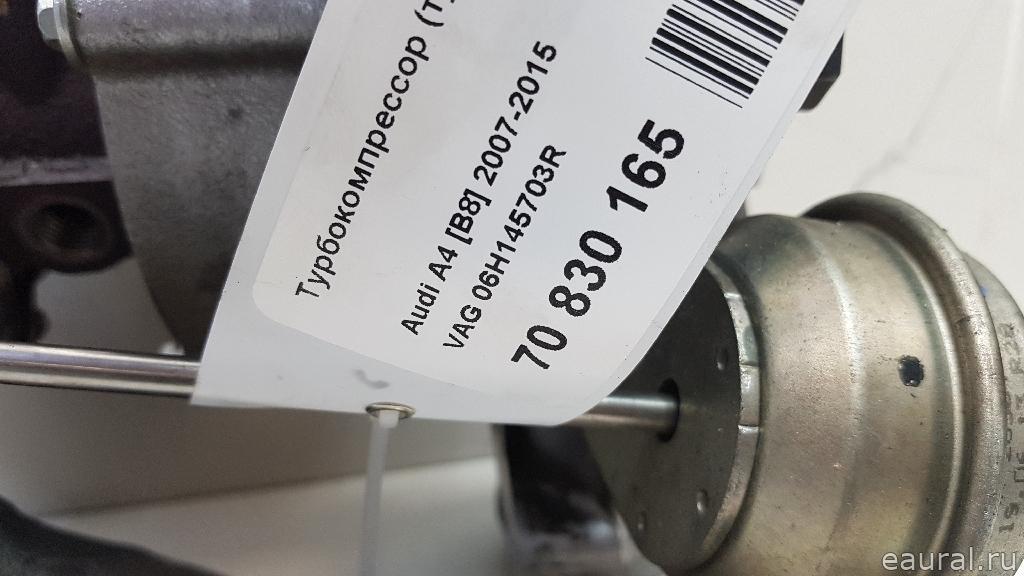 Турбокомпрессор (т
Audi A4 [B8] 2007-2015
VAG 06H145703R
70 830 165
eaural.ru